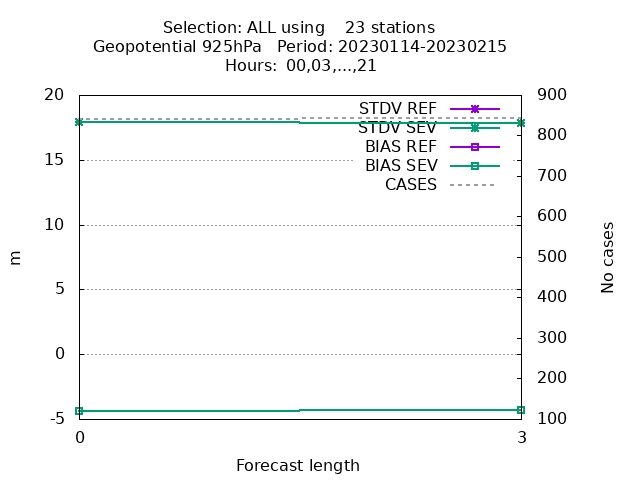 Selection: ALL using    23 stations
Geopotential 925hPa   Period: 20230114-20230215
Hours: 00,03,...,21
20
15
10
5
0
-5
m
900
800
700
600
500
400
300
200
100
No cases
STDV REF
STDV SEV
BIAS REF
BIAS SEV
CASES
0
3
Forecast length